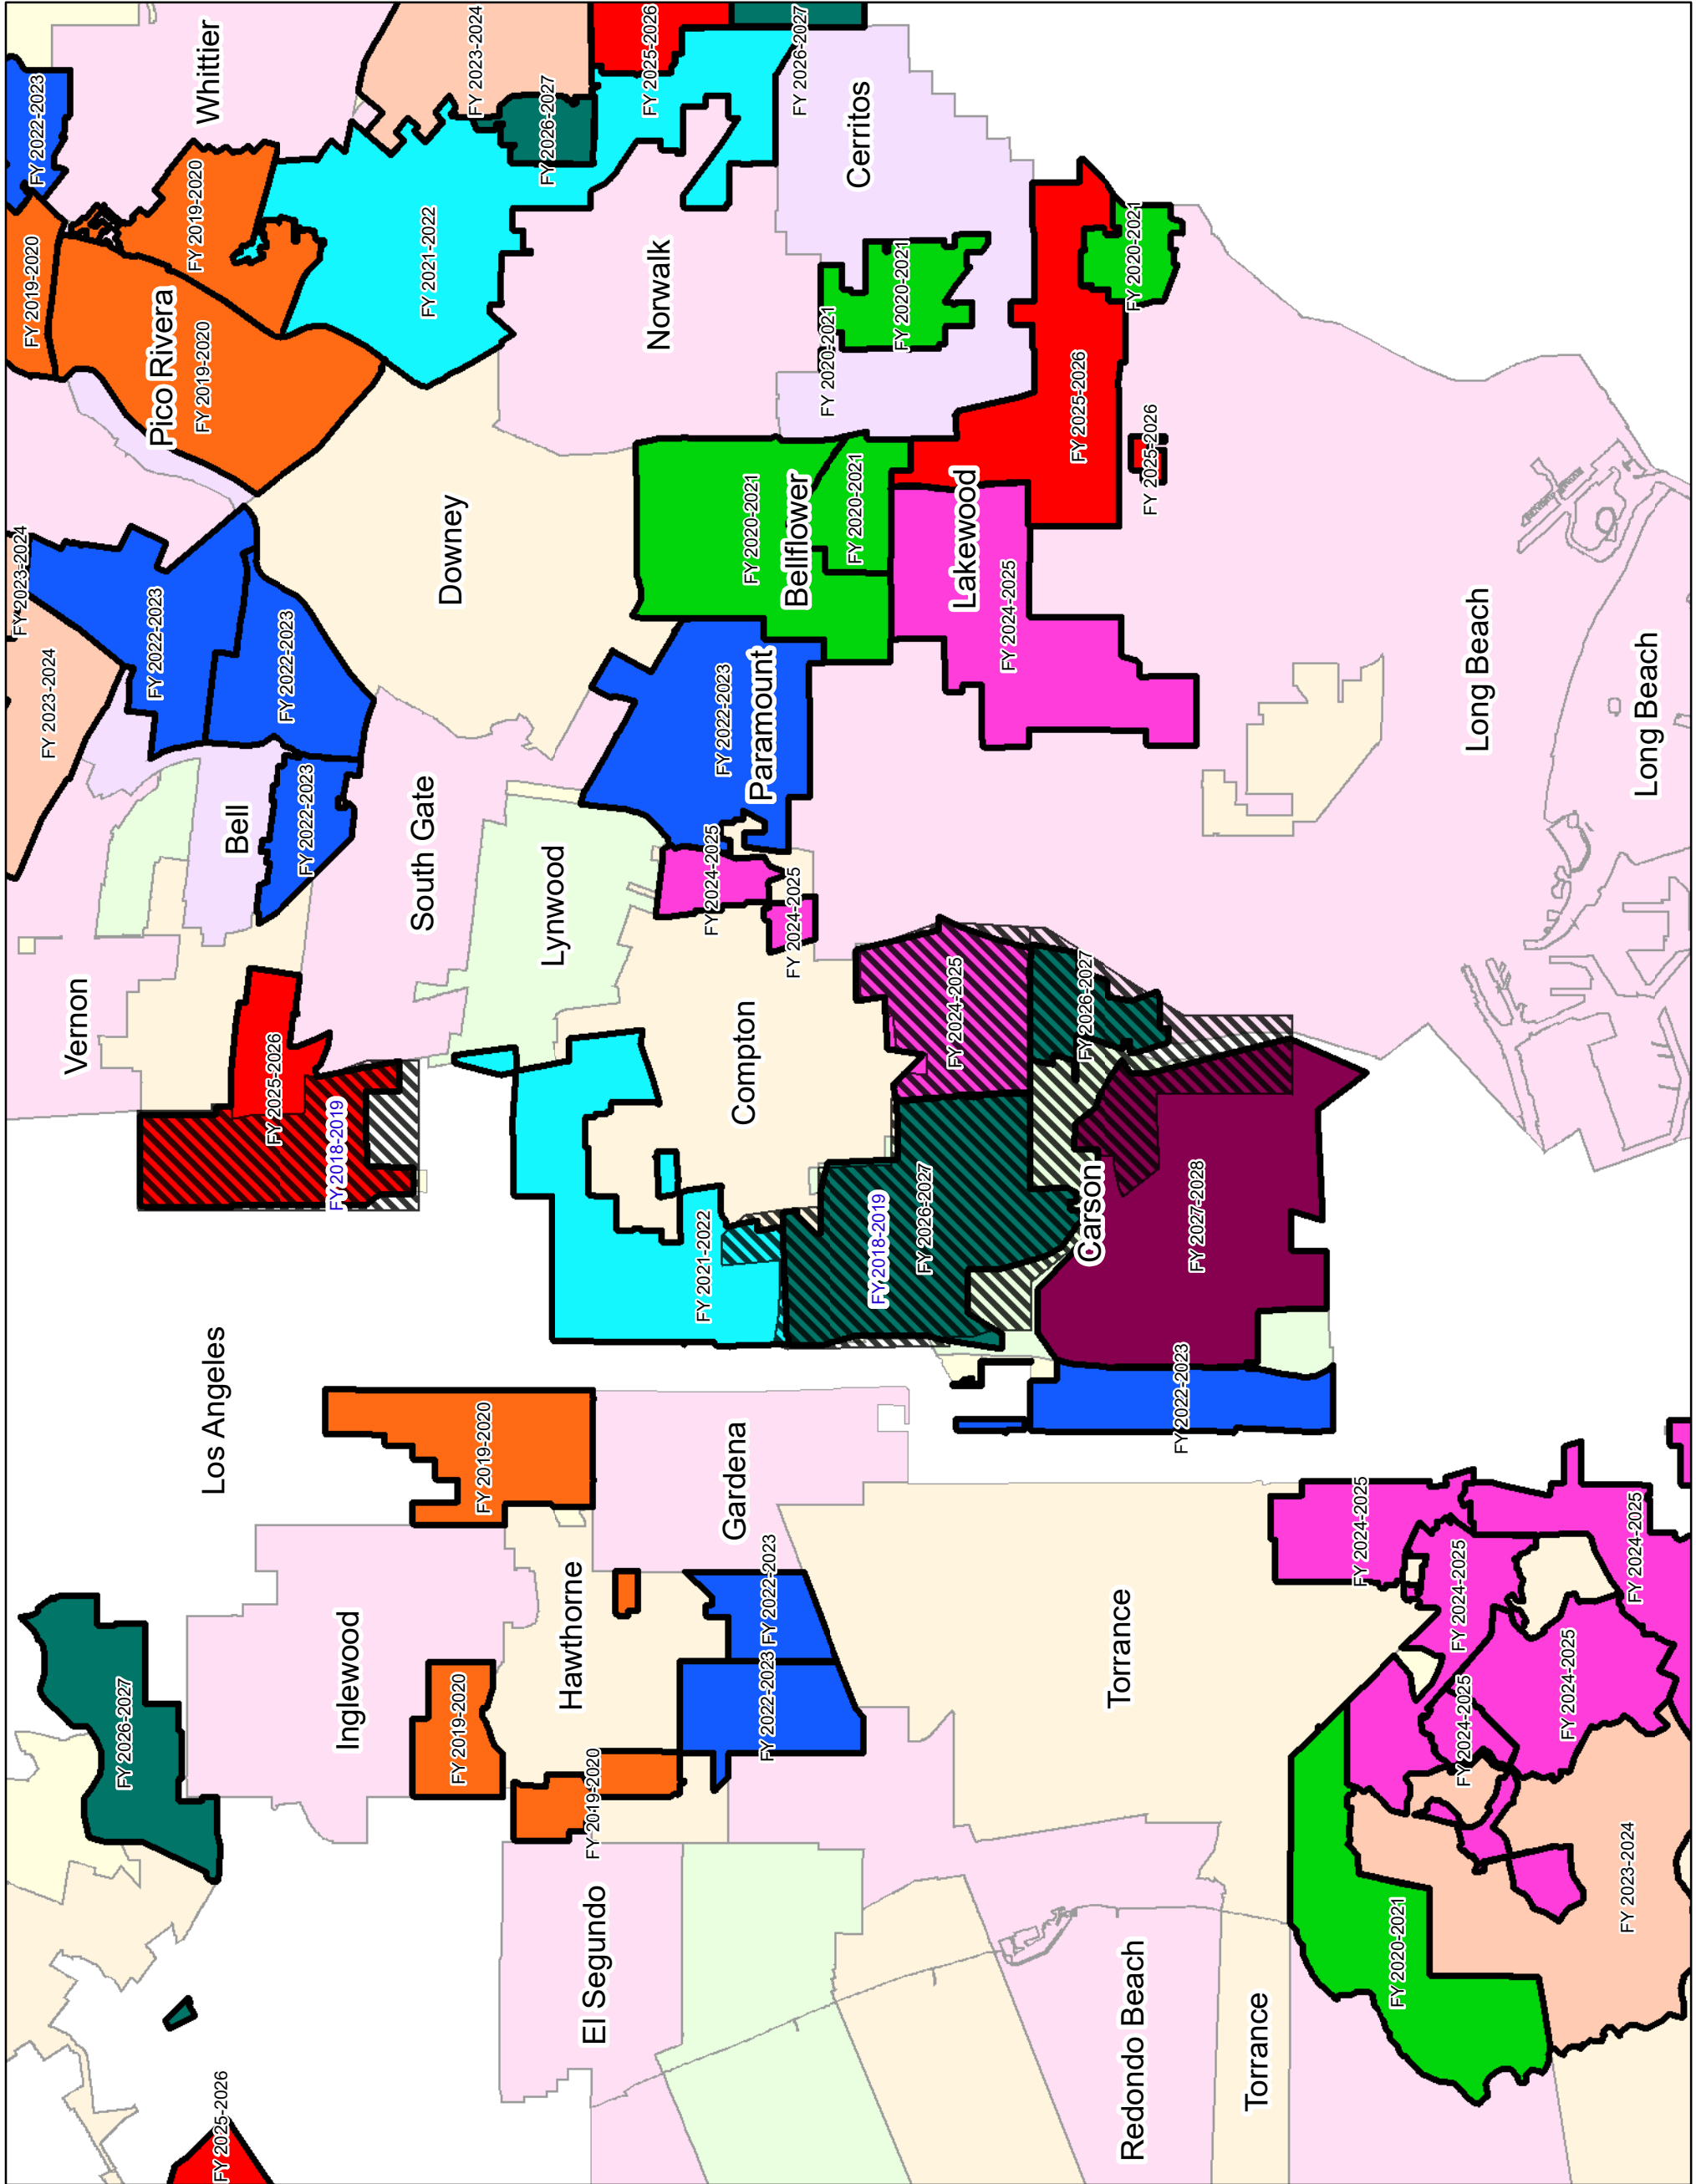 FY 2023-2024
FY 2019-2020
FY 2022-2023
FY 2023-2024
Vernon
FY 2026-2027
FY 2022-2023
Pico Rivera
FY 2019-2020
FY 2019-2020
Whittier
Los Angeles
FY 2025-2026
Bell
FY 2025-2026
FY 2022-2023
FY 2022-2023
FY 2018-2019
Inglewood
South Gate
FY 2021-2022
Downey
FY 2019-2020
FY 2023-2024
FY 2019-2020
FY 2026-2027
Lynwood
Hawthorne
FY 2019-2020
El Segundo
FY 2025-2026
Norwalk
FY 2021-2022
FY 2024-2025
FY 2022-2023
Gardena
Compton
FY 2020-2021
Paramount
FY 2022-2023
FY 2022-2023
FY 2024-2025
Bellflower
FY 2026-2027
FY 2020-2021
FY 2020-2021
Cerritos
FY 2018-2019
FY 2020-2021
FY 2026-2027
FY 2024-2025
Lakewood
FY 2024-2025
FY 2025-2026
FY 2026-2027
Carson
Torrance
Redondo Beach
FY 2020-2021
FY 2025-2026
FY 2022-2023
FY 2027-2028
Torrance
FY 2024-2025
FY 2020-2021
FY 2024-2025
FY 2024-2025
Long Beach
FY 2024-2025
FY 2023-2024
FY 2024-2025
Long Beach